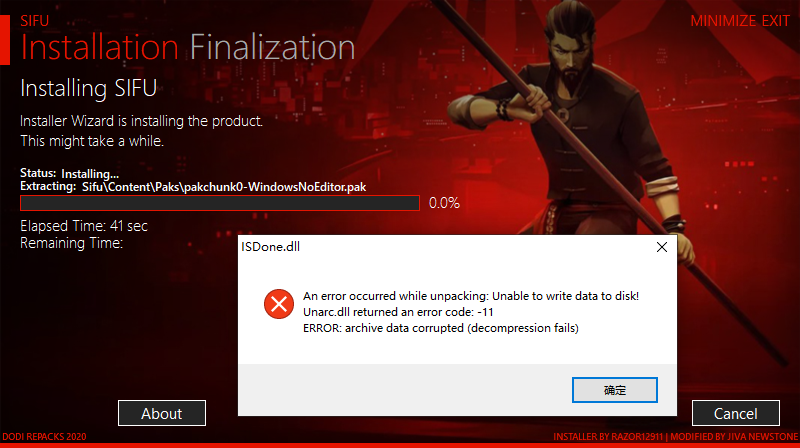 SIFU
MINIMIZE EXIT
Installation Finalization
Installing SIFU
Installer Wizard is installing the product.
This might take a while.
Status: Installing...
Extracting: Sifu\Content\Paks\pakchunk0-WindowsNoEditor.pak
0.0%
Elapsed Time: 41 sec
Remaining Time:
ISDone.dll
An error occurred while unpacking: Unable to write data to disk!
Unarc.dll returned an error code: -11
ERROR: archive data corrupted (decompression fails)
确定
About
Cancel
DODI REPACKS 2020
INSTALLER BY RAZOR12911 | MODIFIED BY JIVA NEWSTONE